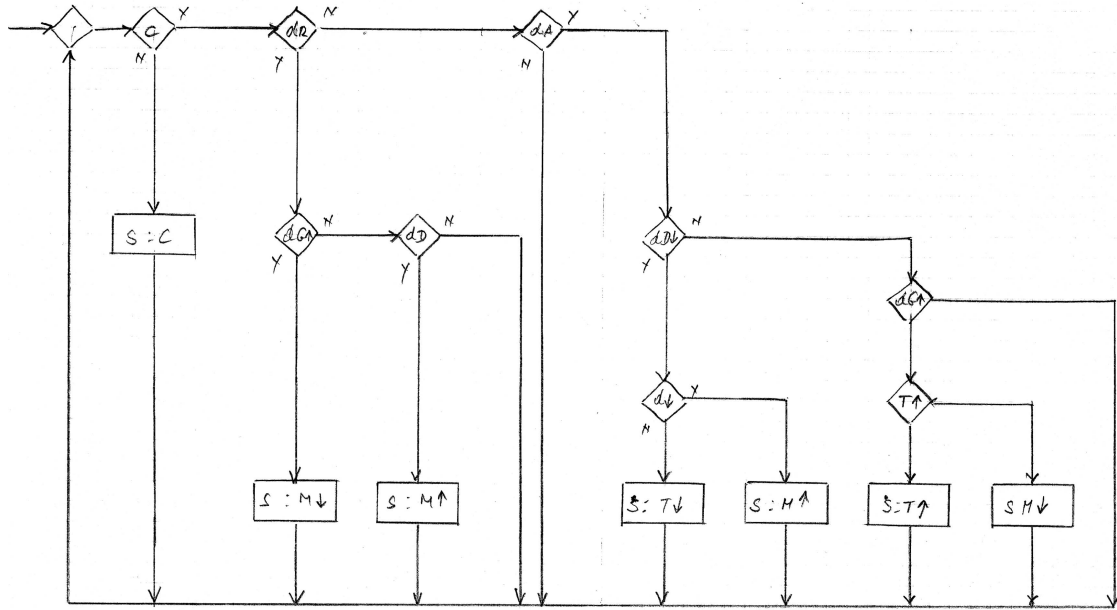 C
Y
N
dR
N
Y
dA
Y
N
S : C
dG↑
N
Y
dD
N
Y
dD↓
N
Y
dG↑
d↓
Y
N
T↑
S : M↓
S : M↑
S : T↓
S : M↑
S : T↑
S M↓